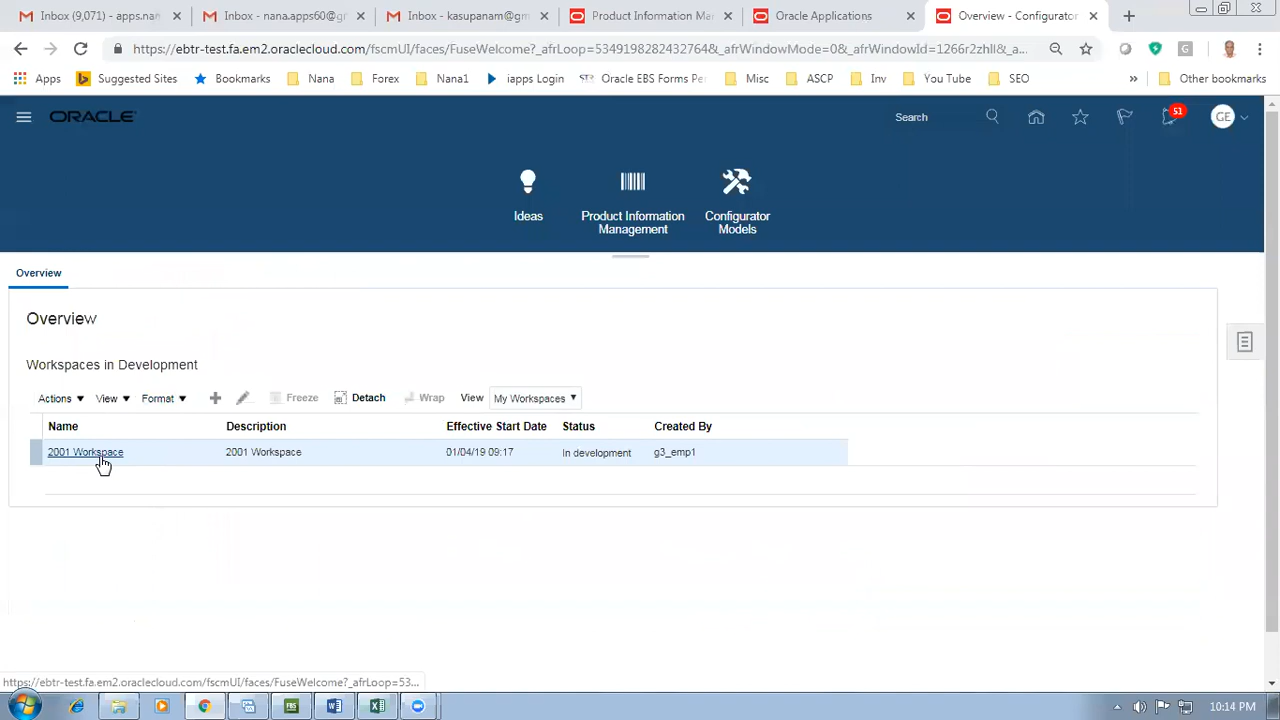 Inbox (9,071) - apps.na
Inbox - nana.apps00@g
Inbox - kasupanam@g
Product Information M
Oracle Applications
Overview - Configurator
https://ebtr-test.fa.em2.oraclecloud.com/fscmUI/faces/FuseWelcome?_afrLoop=5349198282432764&_afrWindowMode=0&_afrWindowId=1266r2zhll&_a...
Apps
Suggested Sites
Bookmarks
Nana
Forex
Nana1
iapps Login
Oracle EBS Forms Pe
Misc
ASCP
Inv
You Tube
SEO
»
Other bookmarks
ORACLE
Search
51
GE
Ideas
Product Information
Management
Configurator
Models
Overview
Overview
Workspaces in Development
Actions
View
Format
Freeze
Detach
Wrap
View
My Workspaces
Name
Description
Effective Start Date
Status
Created By
2001 Workspace
2001 Workspace
01/04/19 09:17
In development
g3_emp1
https://ebtr-test.fa.em2.oraclecloud.com/fscmUI/faces/FuseWelcome?_afrLoop=53...
10:14 PM